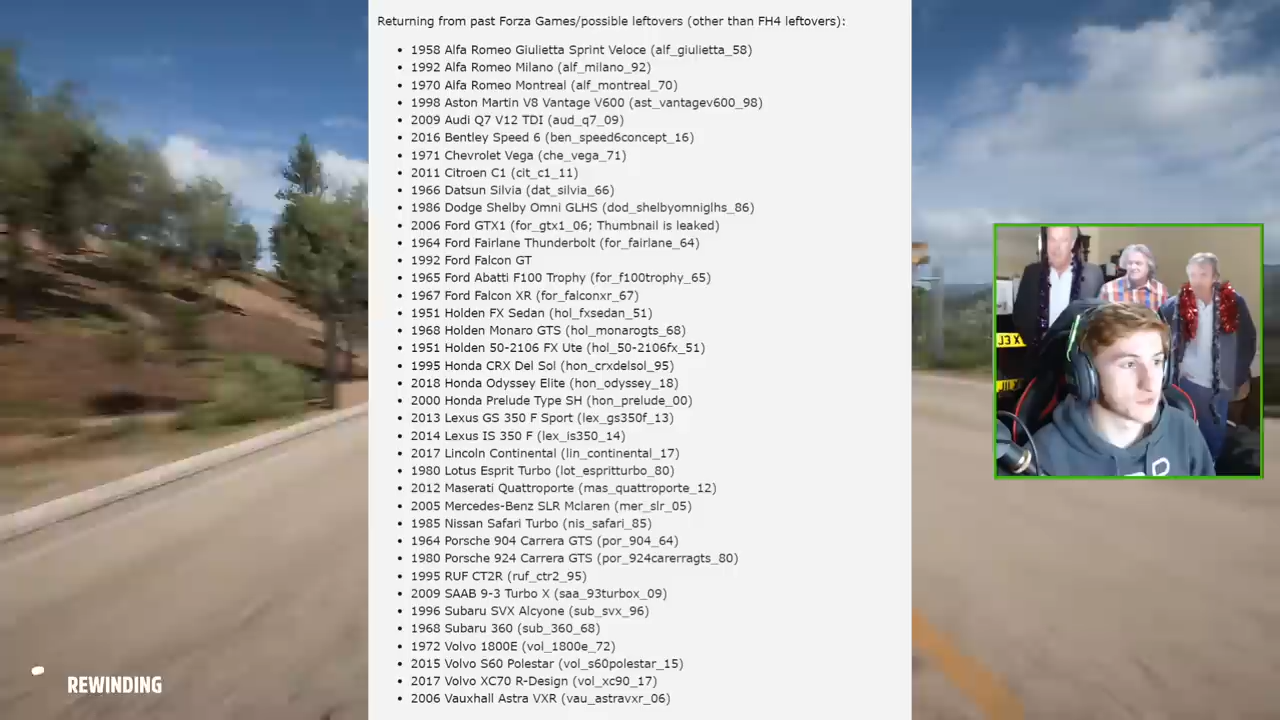 Returning from past Forza Games/possible leftovers (other than FH4 leftovers):
• 1958 Alfa Romeo Giulietta Sprint Veloce (alf_giulietta_58)
• 1992 Alfa Romeo Milano (alf_milano_92)
• 1970 Alfa Romeo Montreal (alf_montreal_70)
• 1998 Aston Martin V8 Vantage V600 (ast_vantagev600_98)
• 2009 Audi Q7 V12 TDI (aud_q7_09)
• 2016 Bentley Speed 6 (ben_speed6concept_16)
• 1971 Chevrolet Vega (che_vega_71)
• 2011 Citroen C1 (cit_c1_11)
• 1966 Datsun Silvia (dat_silvia_66)
• 1986 Dodge Shelby Omni GLHS (dod_shelbyomniglhs_86)
• 2006 Ford GTX1 (for_gtx1_06; Thumbnail is leaked)
• 1964 Ford Fairlane Thunderbolt (for_fairlane_64)
• 1992 Ford Falcon GT
• 1965 Ford Abatti F100 Trophy (for_f100trophy_65)
• 1967 Ford Falcon XR (for_falconxr_67)
• 1951 Holden FX Sedan (hol_fxsedan_51)
• 1968 Holden Monaro GTS (hol_monarogts_68)
• 1951 Holden 50-2106 FX Ute (hol_50-2106fx_51)
• 1995 Honda CRX Del Sol (hon_crxdelsol_95)
• 2018 Honda Odyssey Elite (hon_odyssey_18)
• 2000 Honda Prelude Type SH (hon_prelude_00)
• 2013 Lexus GS 350 F Sport (lex_gs350f_13)
• 2014 Lexus IS 350 F (lex_is350_14)
• 2017 Lincoln Continental (lin_continental_17)
• 1980 Lotus Esprit Turbo (lot_espritturbo_80)
• 2012 Maserati Quattroporte (mas_quattroporte_12)
• 2005 Mercedes-Benz SLR Mclaren (mer_slr_05)
• 1985 Nissan Safari Turbo (nis_safari_85)
• 1964 Porsche 904 Carrera GTS (por_904_64)
• 1980 Porsche 924 Carrera GTS (por_924carerragts_80)
• 1995 RUF CT2R (ruf_ctr2_95)
• 2009 SAAB 9-3 Turbo X (saa_93turbox_09)
• 1996 Subaru SVX Alcyone (sub_svx_96)
• 1968 Subaru 360 (sub_360_68)
• 1972 Volvo 1800E (vol_1800e_72)
• 2015 Volvo S60 Polestar (vol_s60polestar_15)
• 2017 Volvo XC70 R-Design (vol_xc90_17)
• 2006 Vauxhall Astra VXR (vau_astravxr_06)
J3 X
REWINDING